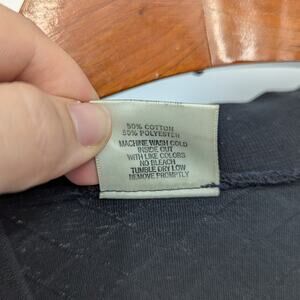 50% COTTON
50% POLYESTER
MACHINE WASH COLD
INSIDE OUT
WITH LIKE COLORS
NO BLEACH
TUMBLE DRY LOW
REMOVE PROMPTLY